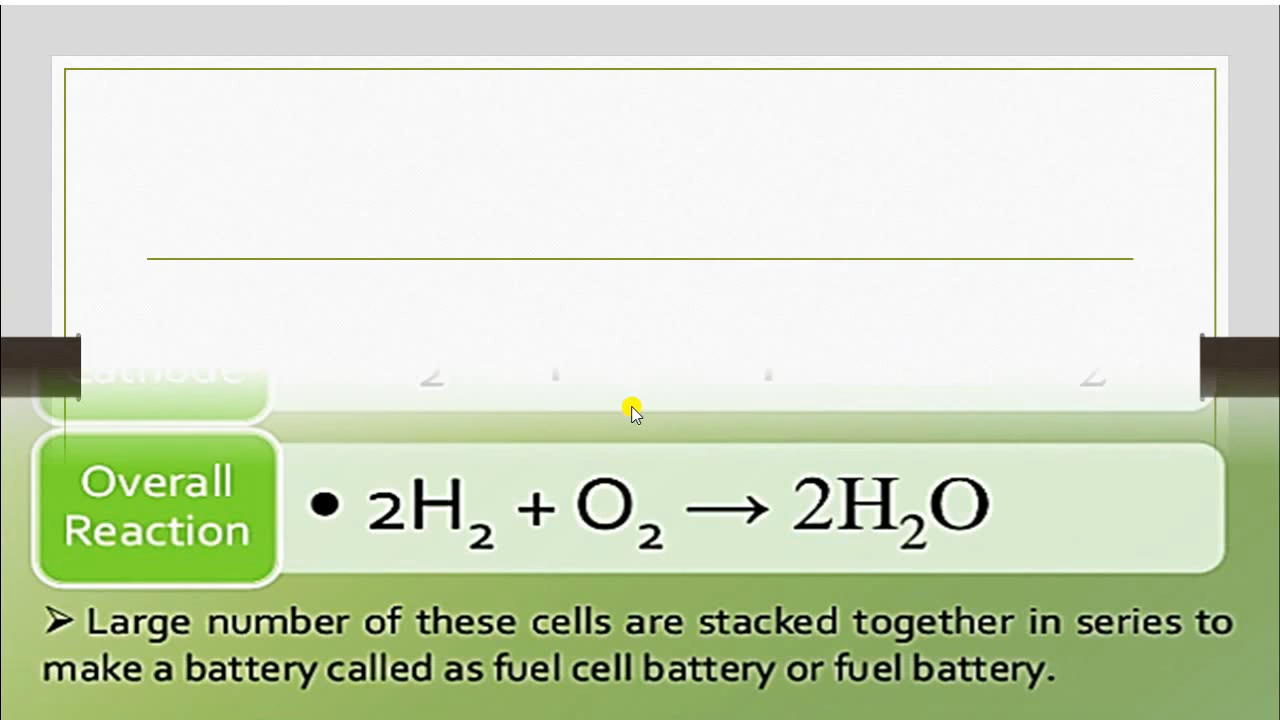 Cathode
Overall
Reaction
• 2H₂ + O₂ → 2H₂O
➢ Large number of these cells are stacked together in series to
make a battery called as fuel cell battery or fuel battery.